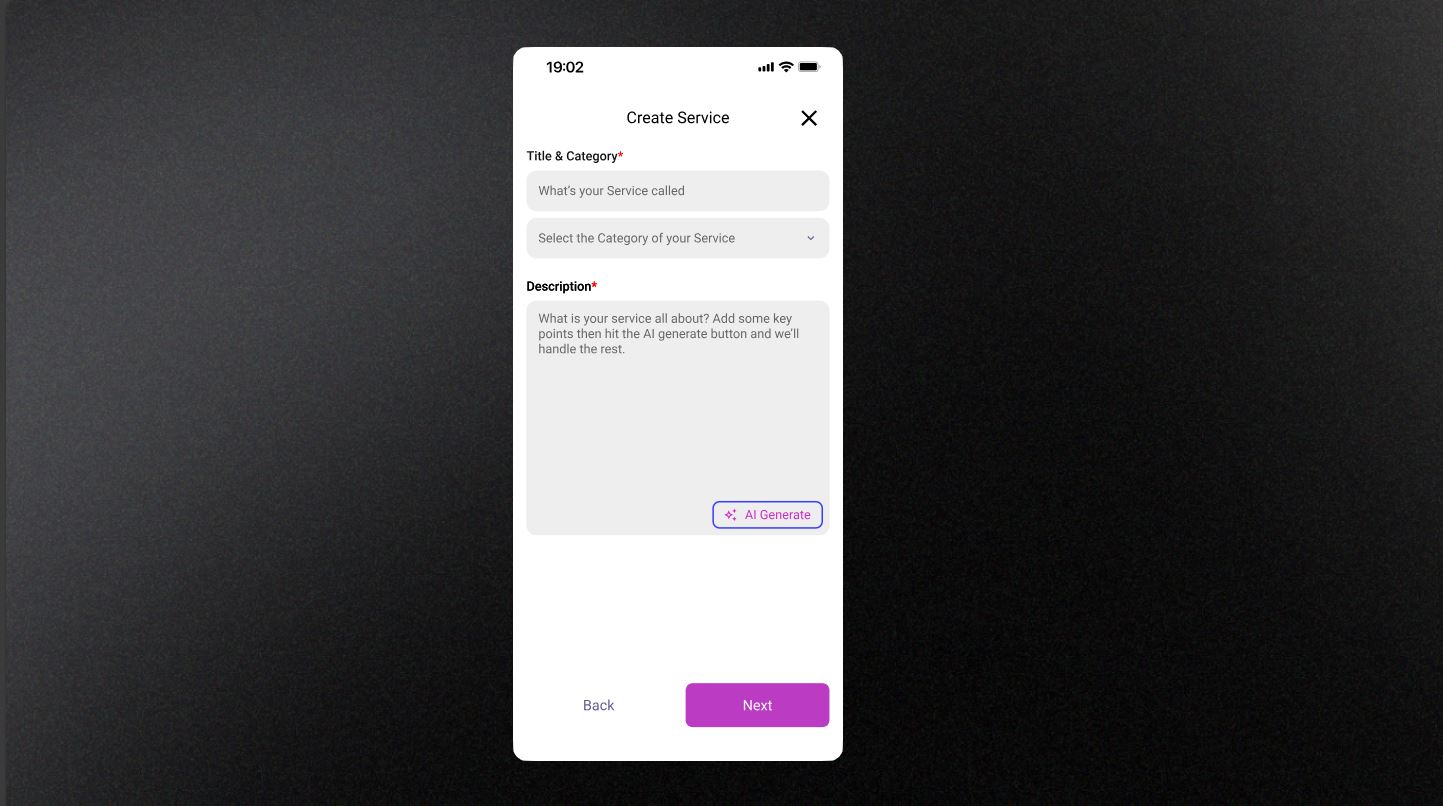 19:02
Create Service
Title & Category*
What's your Service called
Select the Category of your Service
Description*
What is your service all about? Add some key
points then hit the AI generate button and we'll
handle the rest.
AI Generate
Back
Next